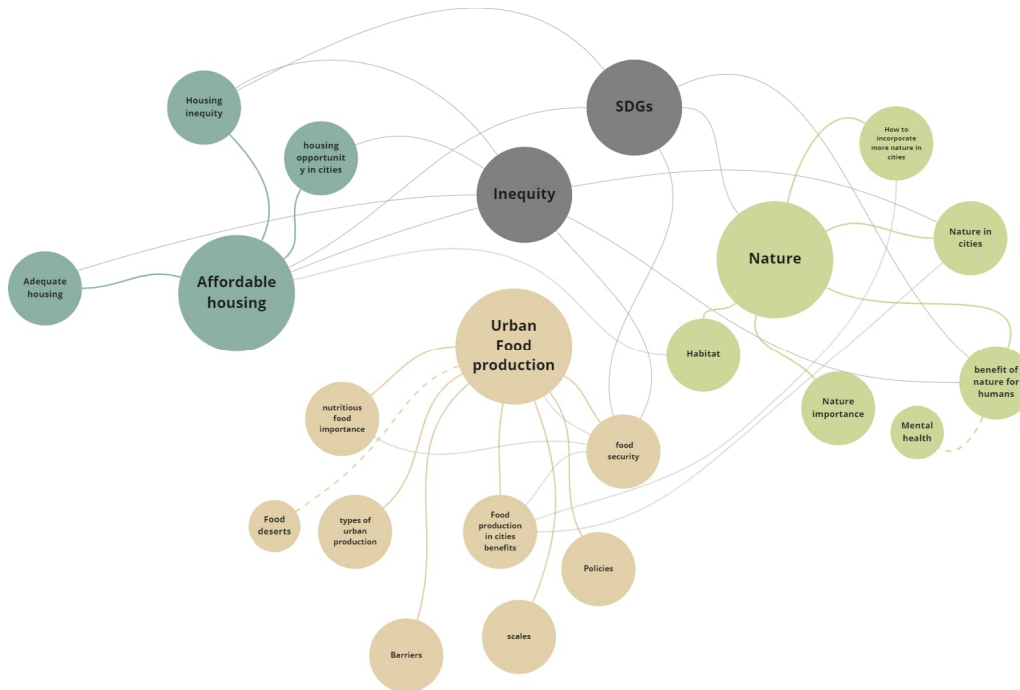 Housing
inequity
SDGs
How to
incorporate
more nature in
cities
housing
opportunit
y in cities
Inequity
Nature in
cities
Adequate
housing
Affordable
housing
Nature
Urban
Food
production
Habitat
benefit of
nature for
humans
nutritious
food
importance
Nature
importance
Mental
health
food
security
Food
deserts
types of
urban
production
Food
production
in cities
benefits
Policies
scales
Barriers